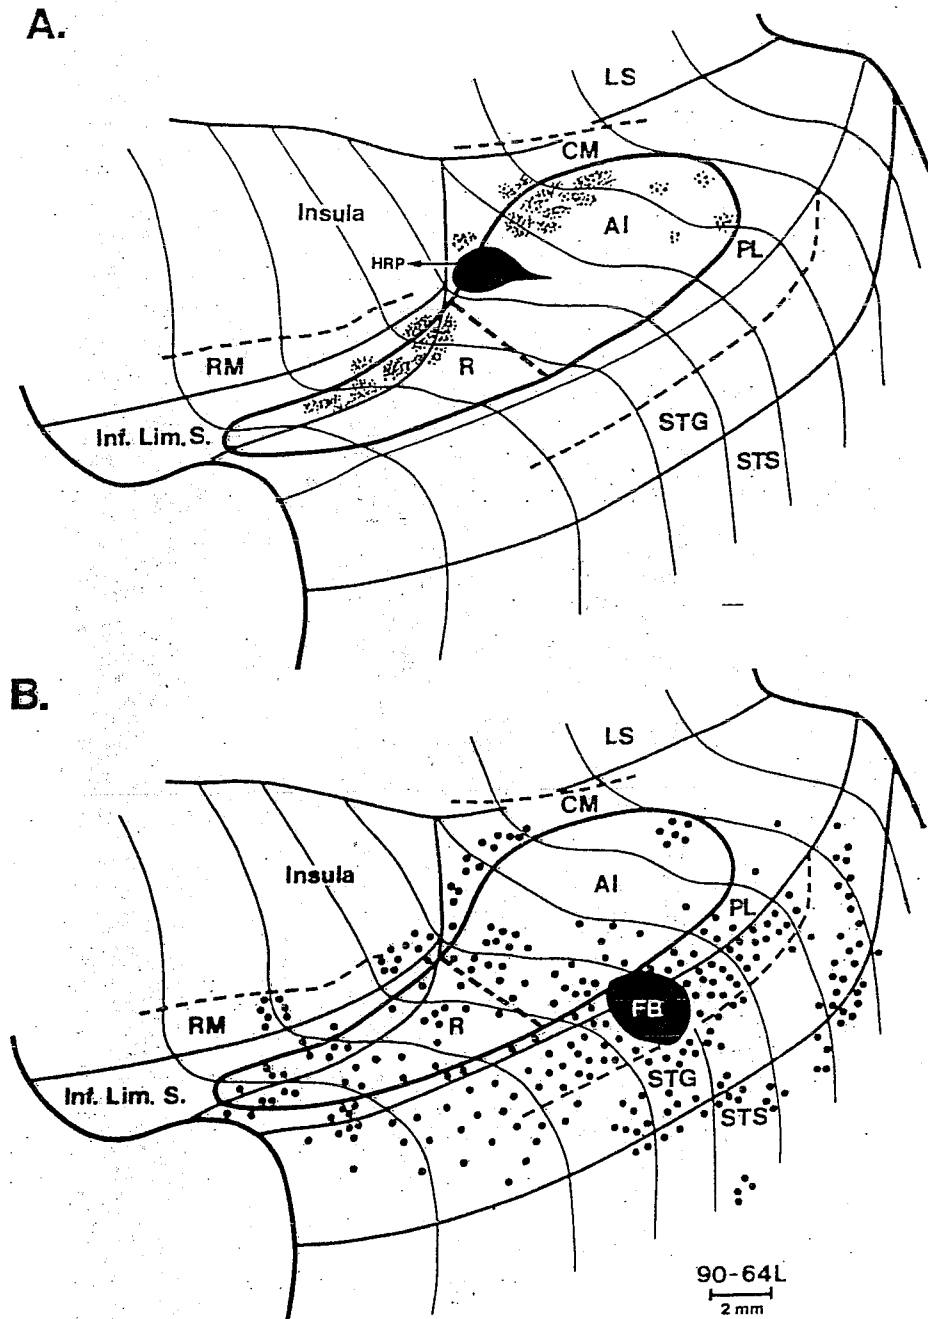 A.
LS
CM
Insula
AI
PL
HRP
RM
R
Inf. Lim. S.
STG
STS
B.
LS
CM
Insula
AI
PL
FB
RM
R
STG
Inf. Lim. S.
STS
90-64L
2 mm